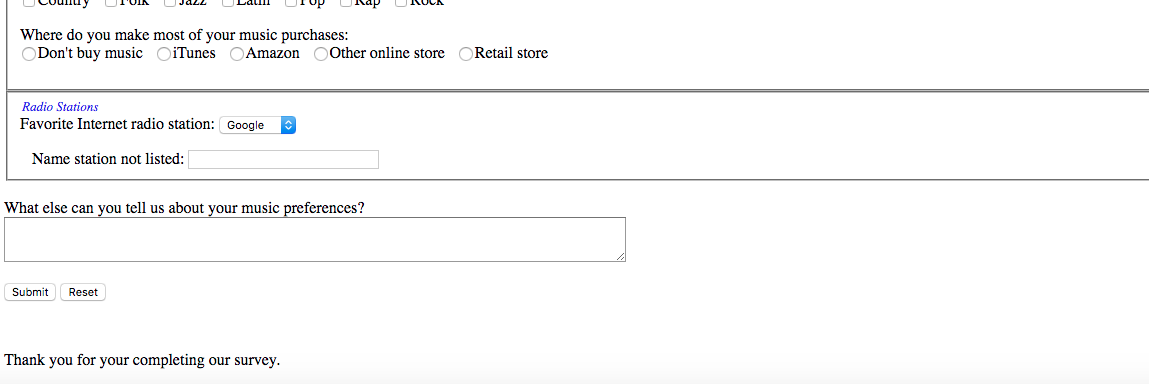 Country Folk Jazz Latin Pop Rap Rock
Where do you make most of your music purchases:
Don't buy music iTunes Amazon Other online store Retail store
Radio Stations
Favorite Internet radio station: Google
Name station not listed:
What else can you tell us about your music preferences?
Submit Reset
Thank you for your completing our survey.